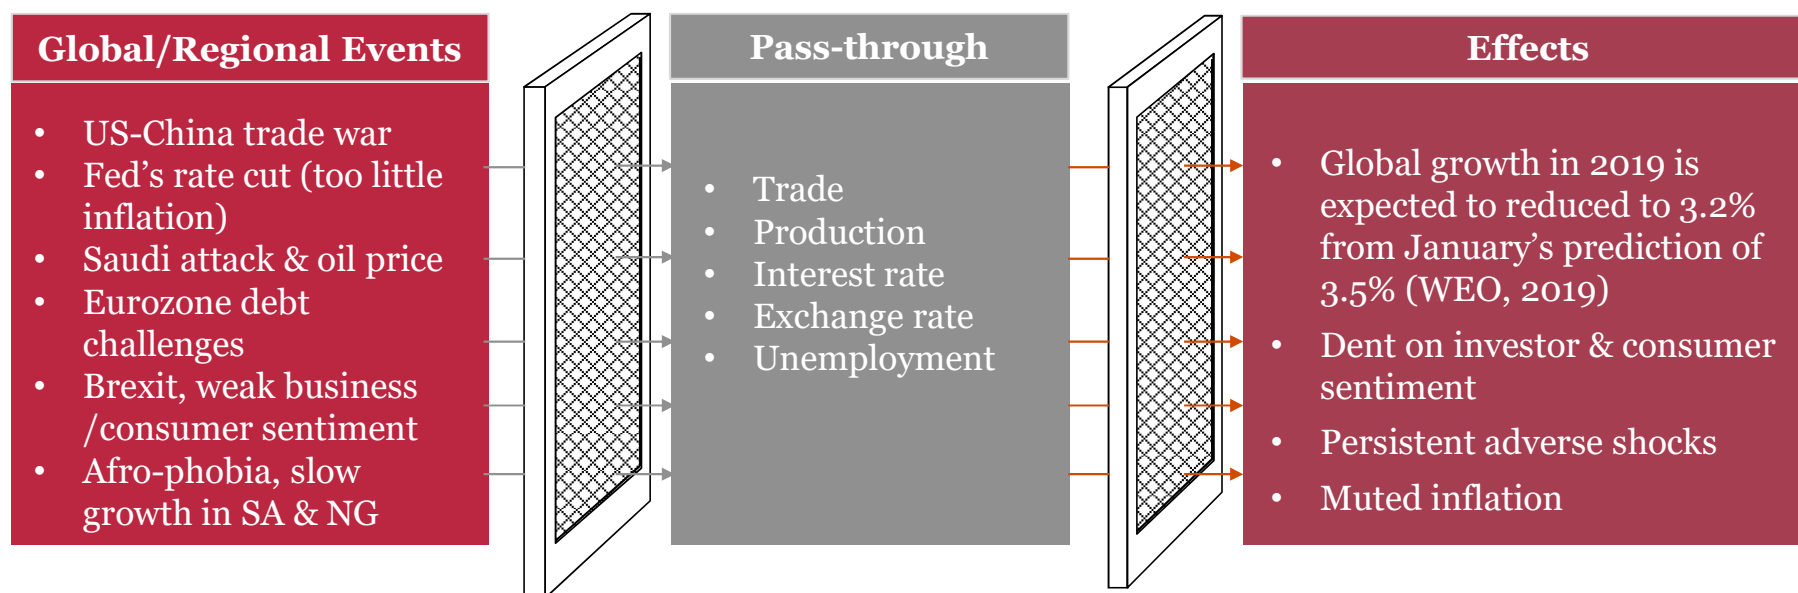 Global/Regional Events
• US-China trade war
• Fed’s rate cut (too little
inflation)
• Saudi attack & oil price
• Eurozone debt
challenges
• Brexit, weak business
/consumer sentiment
• Afro-phobia, slow
growth in SA & NG
Pass-through
• Trade
• Production
• Interest rate
• Exchange rate
• Unemployment
Effects
• Global growth in 2019 is
expected to reduced to 3.2%
from January’s prediction of
3.5% (WEO, 2019)
• Dent on investor & consumer
sentiment
• Persistent adverse shocks
• Muted inflation